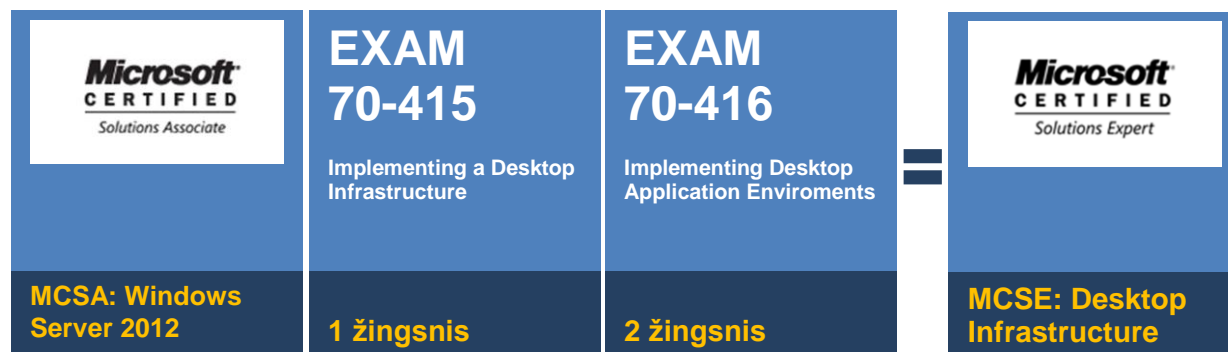 Microsoft
CERTIFIED
Solutions Associate
MCSA: Windows
Server 2012
EXAM
70-415
Implementing a Desktop
Infrastructure
1 žingsnis
EXAM
70-416
Implementing Desktop
Application Enviroments
2 žingsnis
=
Microsoft
CERTIFIED
Solutions Expert
MCSE: Desktop
Infrastructure